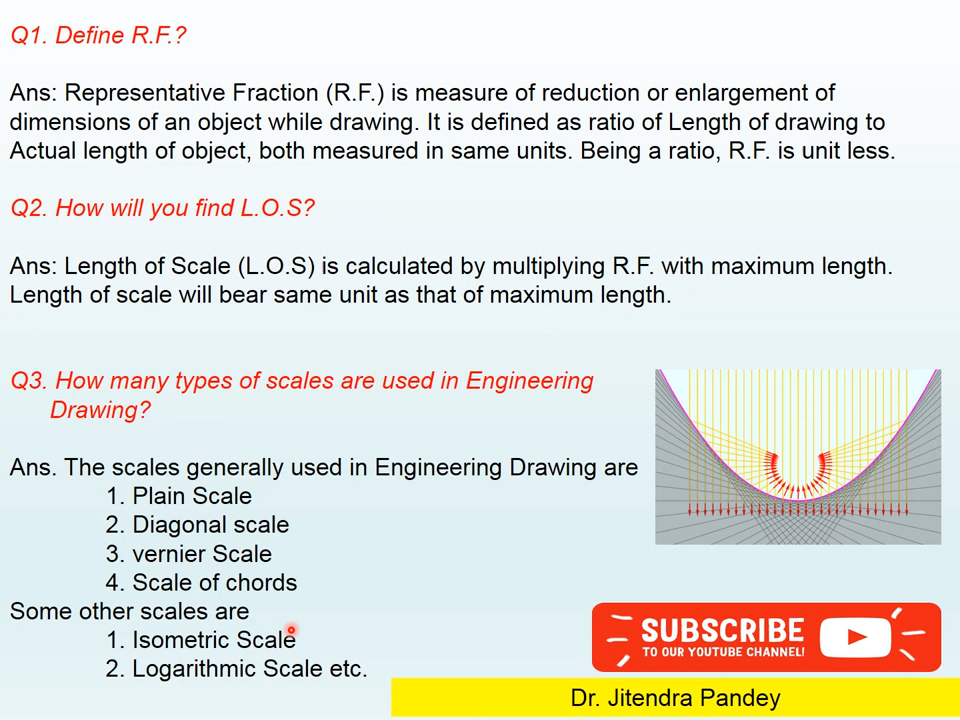 Q1. Define R.F.?
Ans: Representative Fraction (R.F.) is measure of reduction or enlargement of
dimensions of an object while drawing. It is defined as ratio of Length of drawing to
Actual length of object, both measured in same units. Being a ratio, R.F. is unit less.
Q2. How will you find L.O.S?
Ans: Length of Scale (L.O.S) is calculated by multiplying R.F. with maximum length.
Length of scale will bear same unit as that of maximum length.
Q3. How many types of scales are used in Engineering
Drawing?
Ans. The scales generally used in Engineering Drawing are
1. Plain Scale
2. Diagonal scale
3. vernier Scale
4. Scale of chords
Some other scales are
1. Isometric Scale
2. Logarithmic Scale etc.
SUBSCRIBE
TO OUR YOUTUBE CHANNEL!
Dr. Jitendra Pandey